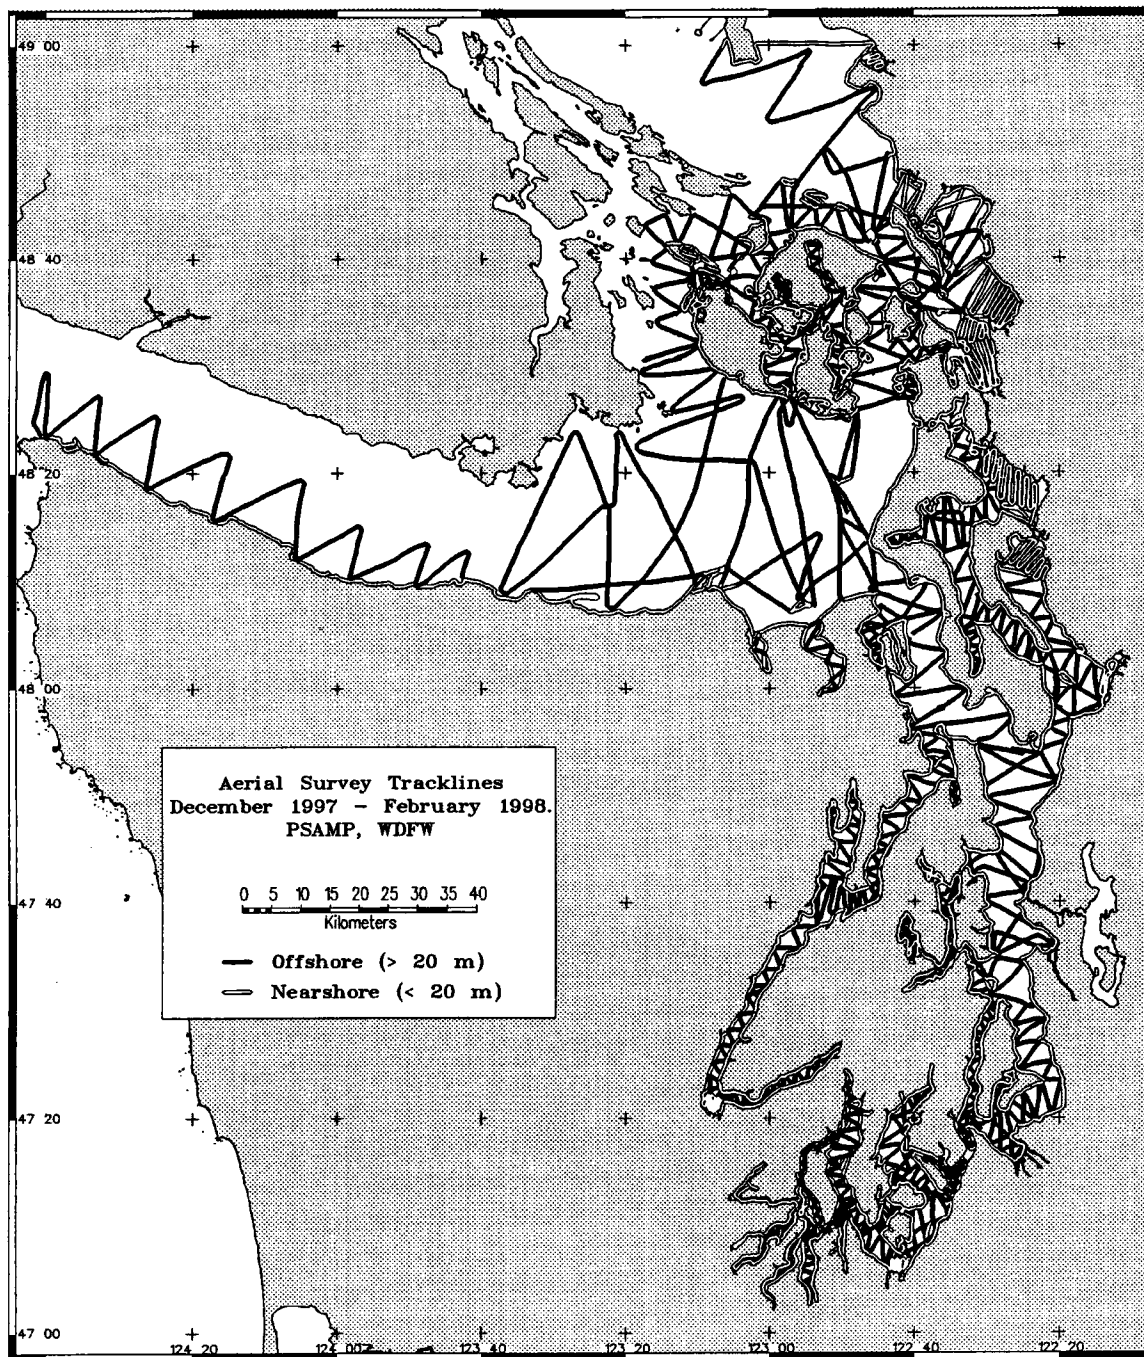 49 00
48 40
48 20
48 00
47 40
47 20
47 00
Aerial Survey Tracklines
December 1997 - February 1998.
PSAMP, WDFW
0 5 10 15 20 25 30 35 40
Kilometers
Offshore (> 20 m)
Nearshore (< 20 m)
124 20
124 00
123 40
123 20
123 00
122 40
122 20